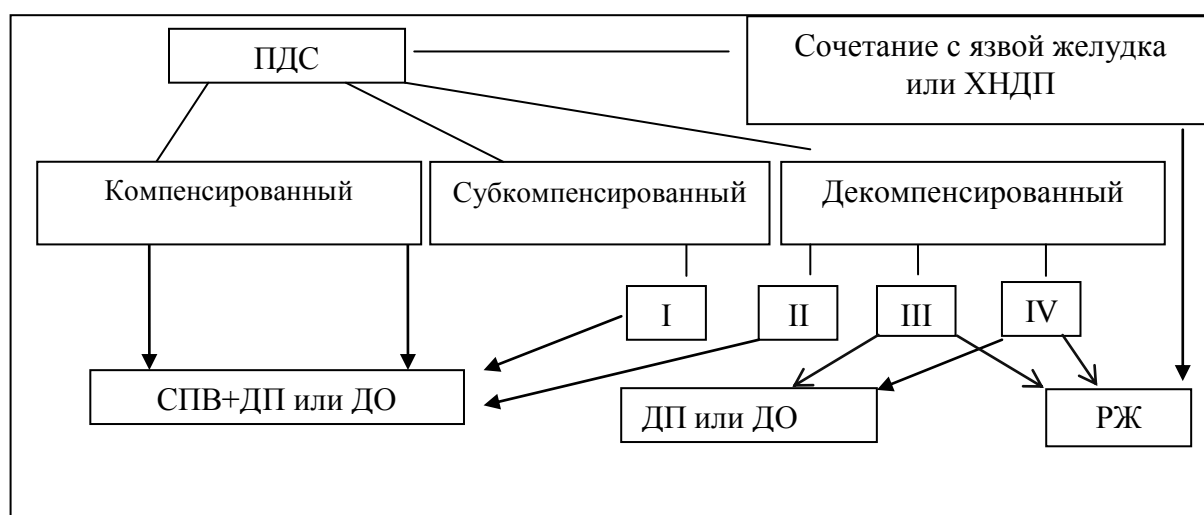 ПДС
Сочетание с язвой желудка
или ХНДП
Компенсированный
Субкомпенсированный
Декомпенсированный
I
II
III
IV
СПВ+ДП или ДО
ДП или ДО
РЖ